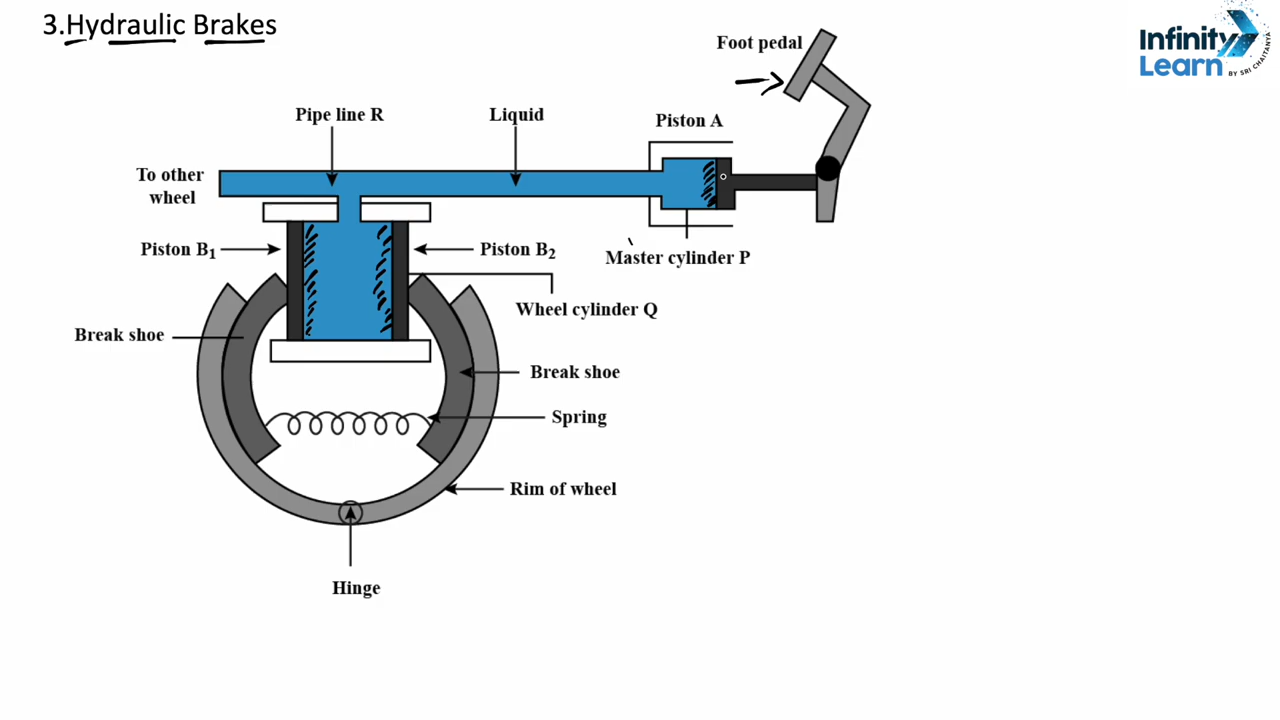 3.Hydraulic Brakes
Infinity
Learn
BY SRI CHAITANYA
Foot pedal
Pipe line R
Liquid
Piston A
To other
wheel
Piston B1
Piston B2
Master cylinder P
Wheel cylinder Q
Break shoe
Break shoe
Spring
Rim of wheel
Hinge